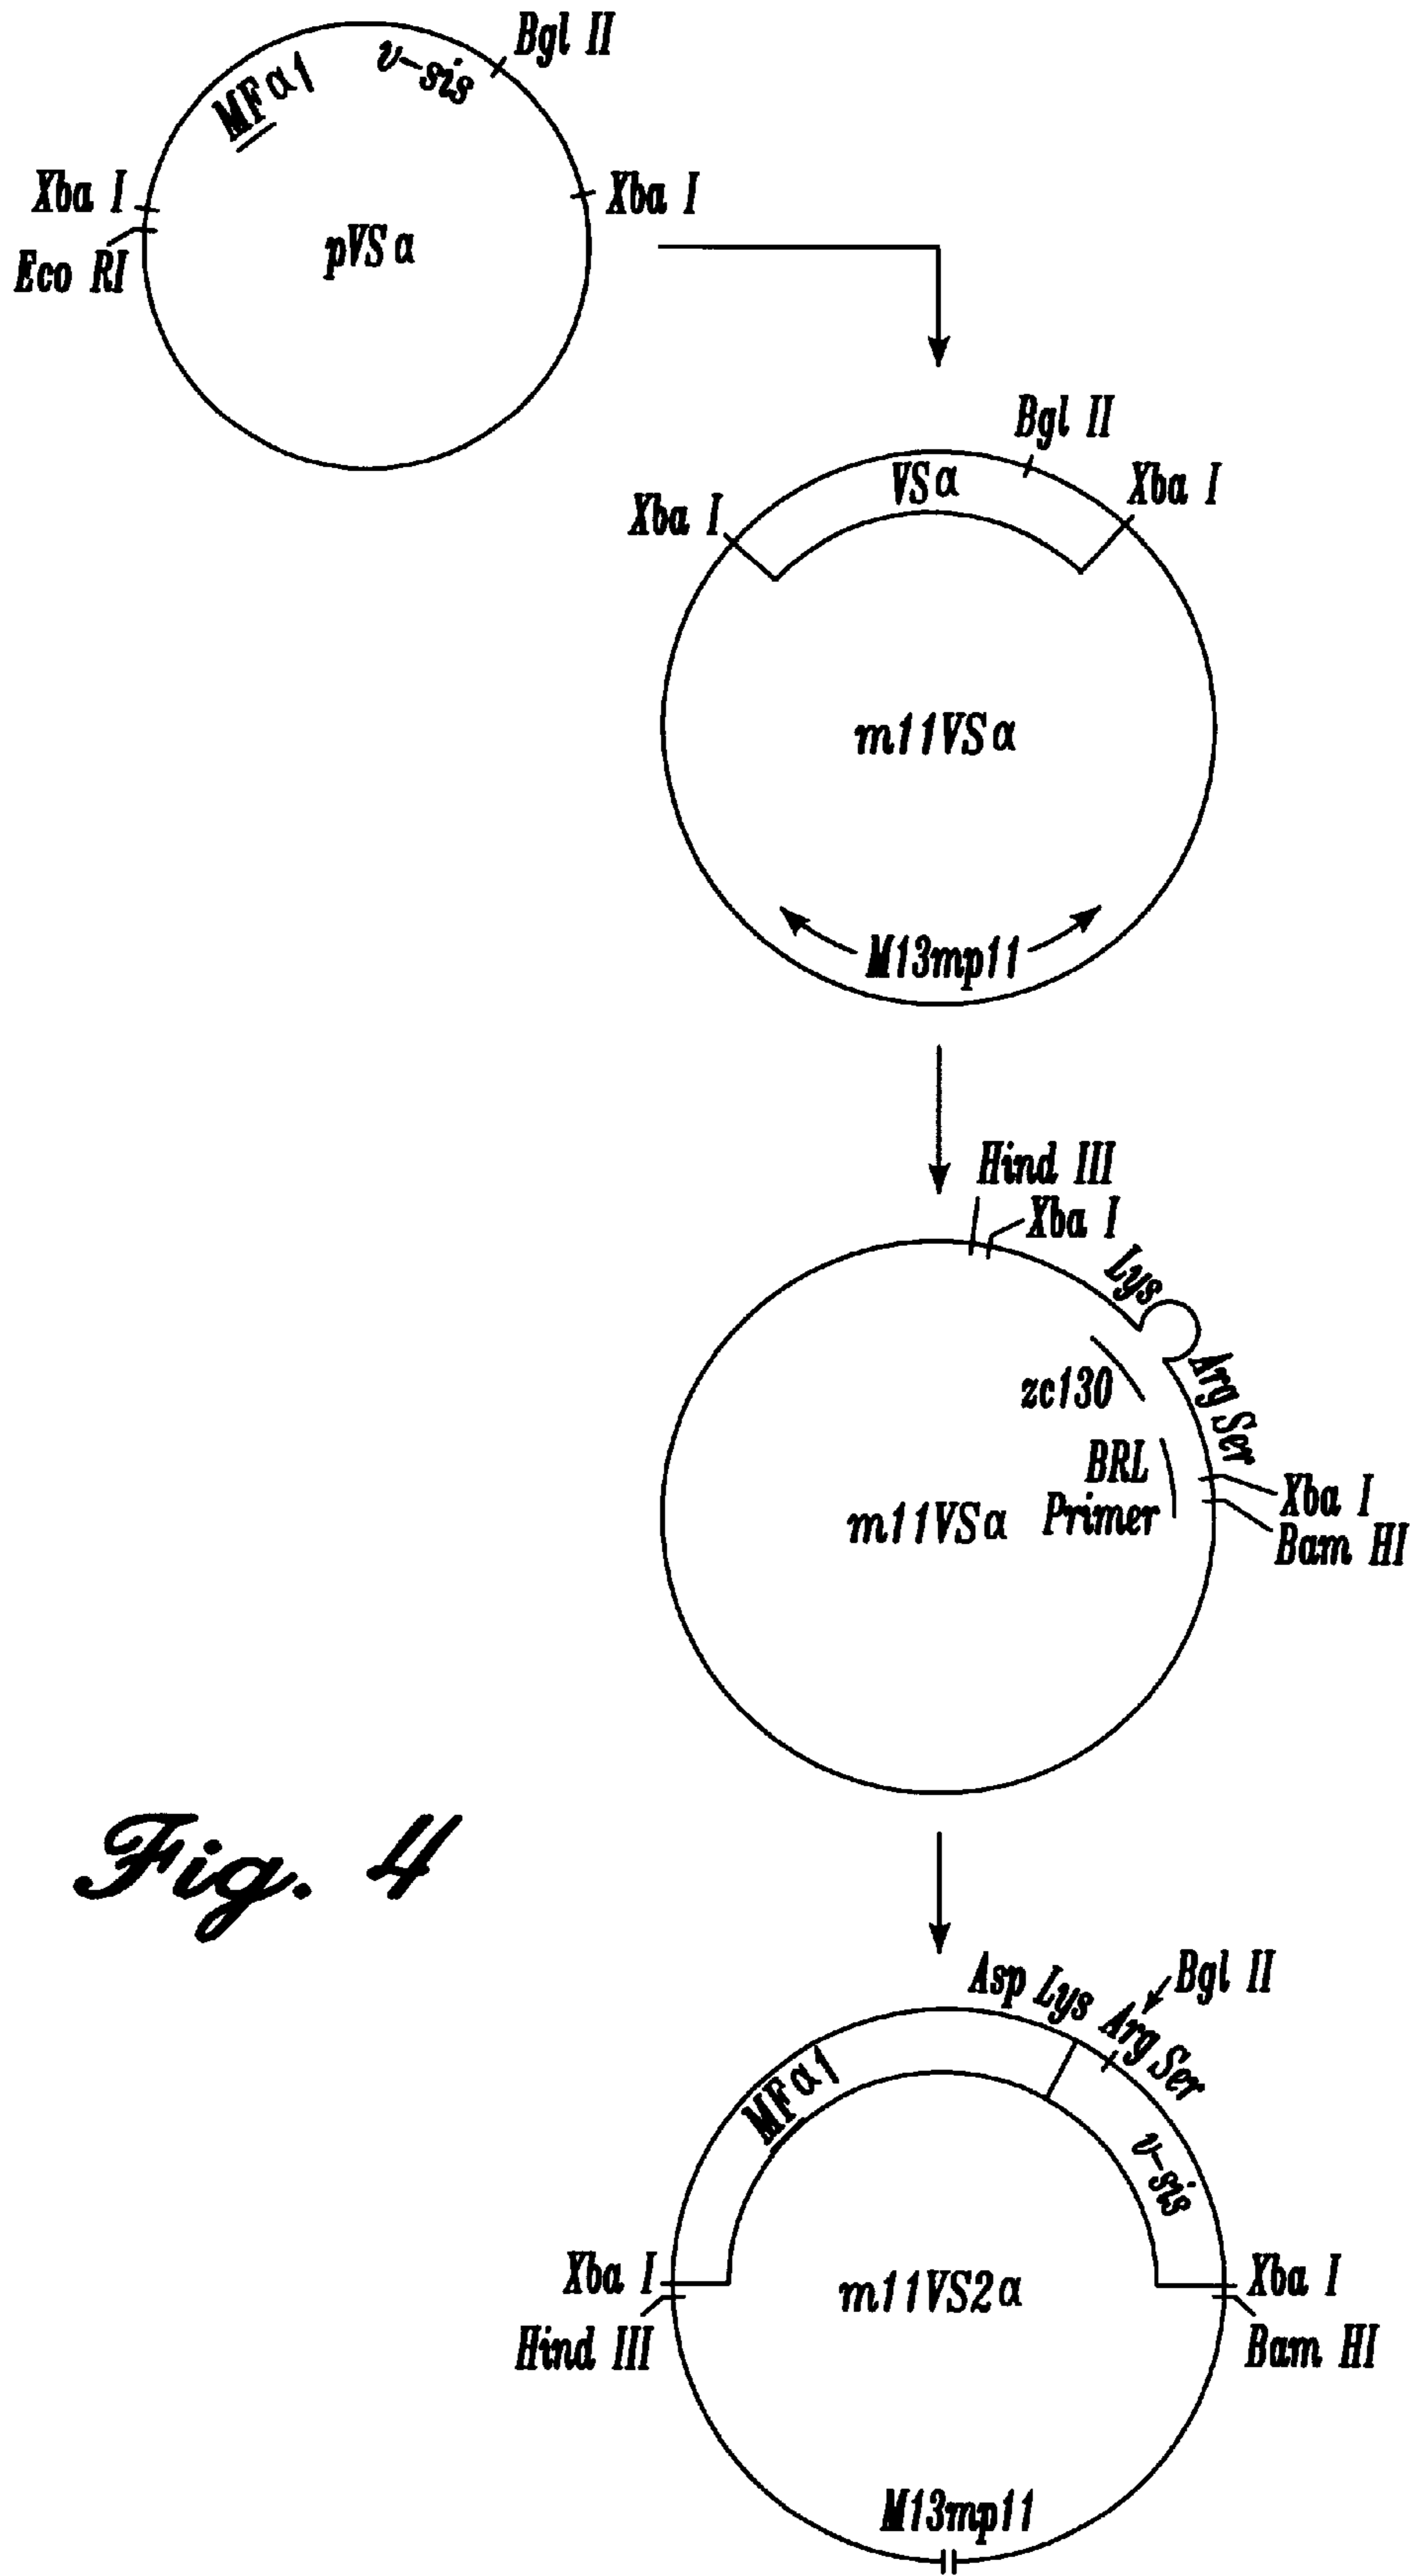 Bgl II
MFα1
v-sis
Xba I
Xba I
Eco RI
pVSα
Bgl II
VSα
Xba I
Xba I
m11VSα
M13mp11
Hind III
Xba I
Lys
Arg Ser
zc130
BRL
Primer
Xba I
Bam HI
m11VSα
Fig. 4
Bgl II
Asp Lys Arg Ser
MFα1
v-sis
Xba I
Xba I
m11VS2α
Hind III
Bam HI
M13mp11